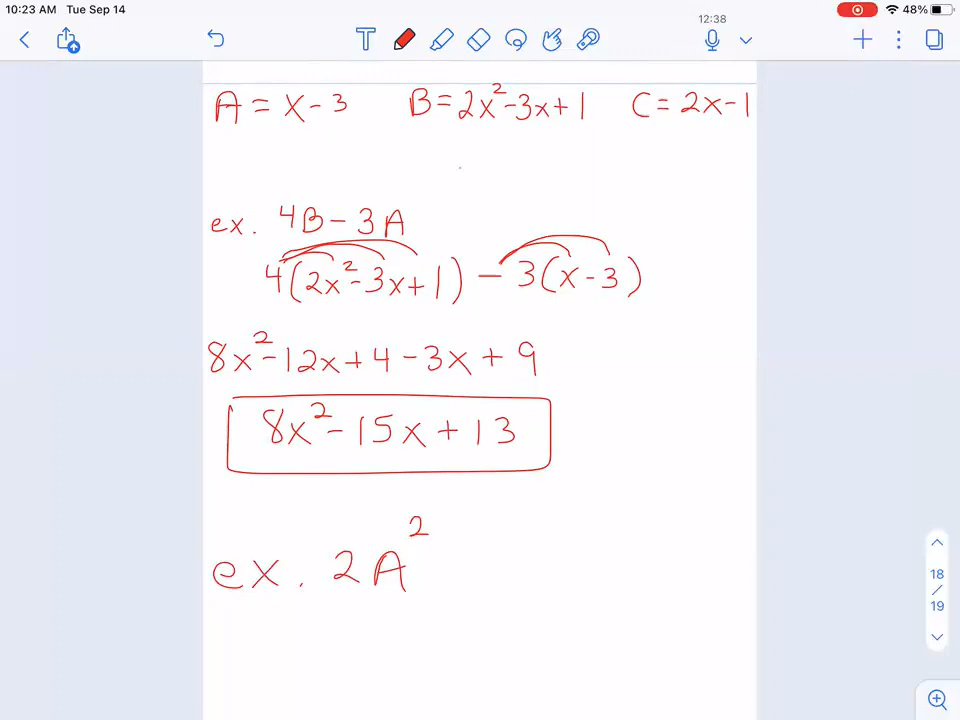 10:23 AM Tue Sep 14 48%
12:38
A = x - 3 B = 2x² - 3x + 1 C = 2x - 1
ex. 4B - 3A
4(2x² - 3x + 1) - 3(x - 3)
8x² - 12x + 4 - 3x + 9
8x² - 15x + 13
ex. 2A²
18
/
19